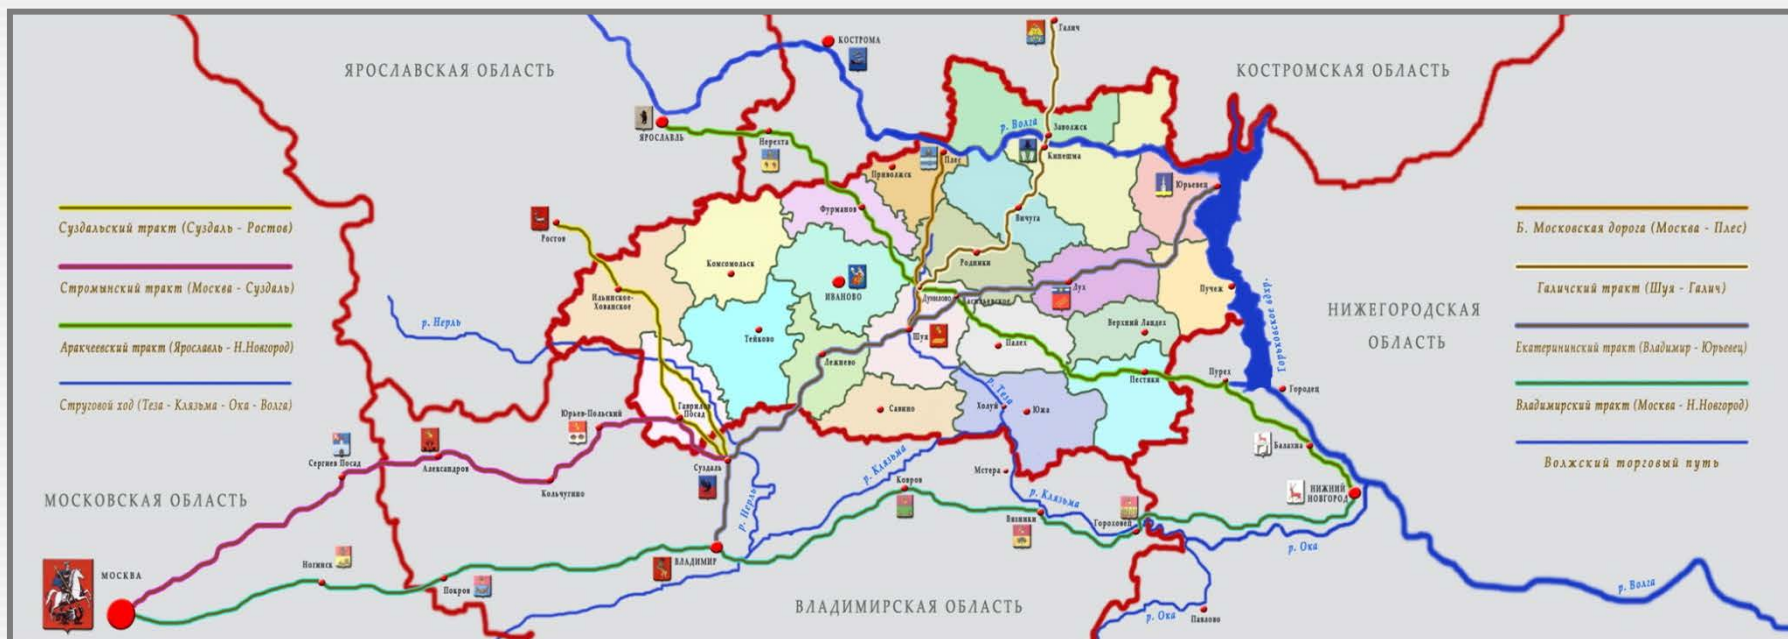 ЯРОСЛАВСКАЯ ОБЛАСТЬ
КОСТРОМА
Галич
КОСТРОМСКАЯ ОБЛАСТЬ
ЯРОСЛАВЛЬ
Нерехта
р. Волга
Заволжск
Кинешма
Плес
Приволжск
Юрьевец
Фурманов
Вичуга
Ростов
Суздальский тракт (Суздаль - Ростов)
Стромынский тракт (Москва - Суздаль)
Аракчеевский тракт (Ярославль - Н.Новгород)
Струговой ход (Теза - Клязьма - Ока - Волга)
Б. Московская дорога (Москва - Плес)
Галичский тракт (Шуя - Галич)
Екатерининский тракт (Владимир - Юрьевец)
Владимирский тракт (Москва - Н.Новгород)
Волжский торговый путь
Комсомольск
Родники
ИВАНОВО
Дунилово
Васильевское
Лух
Пучеж
Ильинское-
Хованское
НИЖЕГОРОДСКАЯ
ОБЛАСТЬ
Горьковское вдхр.
р. Нерль
Тейково
Шуя
Палех
Верхний Ландех
Лежнево
Пестяки
Пурех
Городец
р. Теза
Гаврилов
Посад
Юрьев-Польский
Савино
Холуй
Южа
Балахна
Сергиев Посад
Александров
Суздаль
Кольчугино
р. Клязьма
Мстера
Ковров
р. Клязьма
НИЖНИЙ
НОВГОРОД
МОСКОВСКАЯ ОБЛАСТЬ
р. Нерль
Вязники
Гороховец
р. Ока
МОСКВА
Ногинск
Покров
ВЛАДИМИР
р. Волга
ВЛАДИМИРСКАЯ ОБЛАСТЬ
р. Ока
Павлово